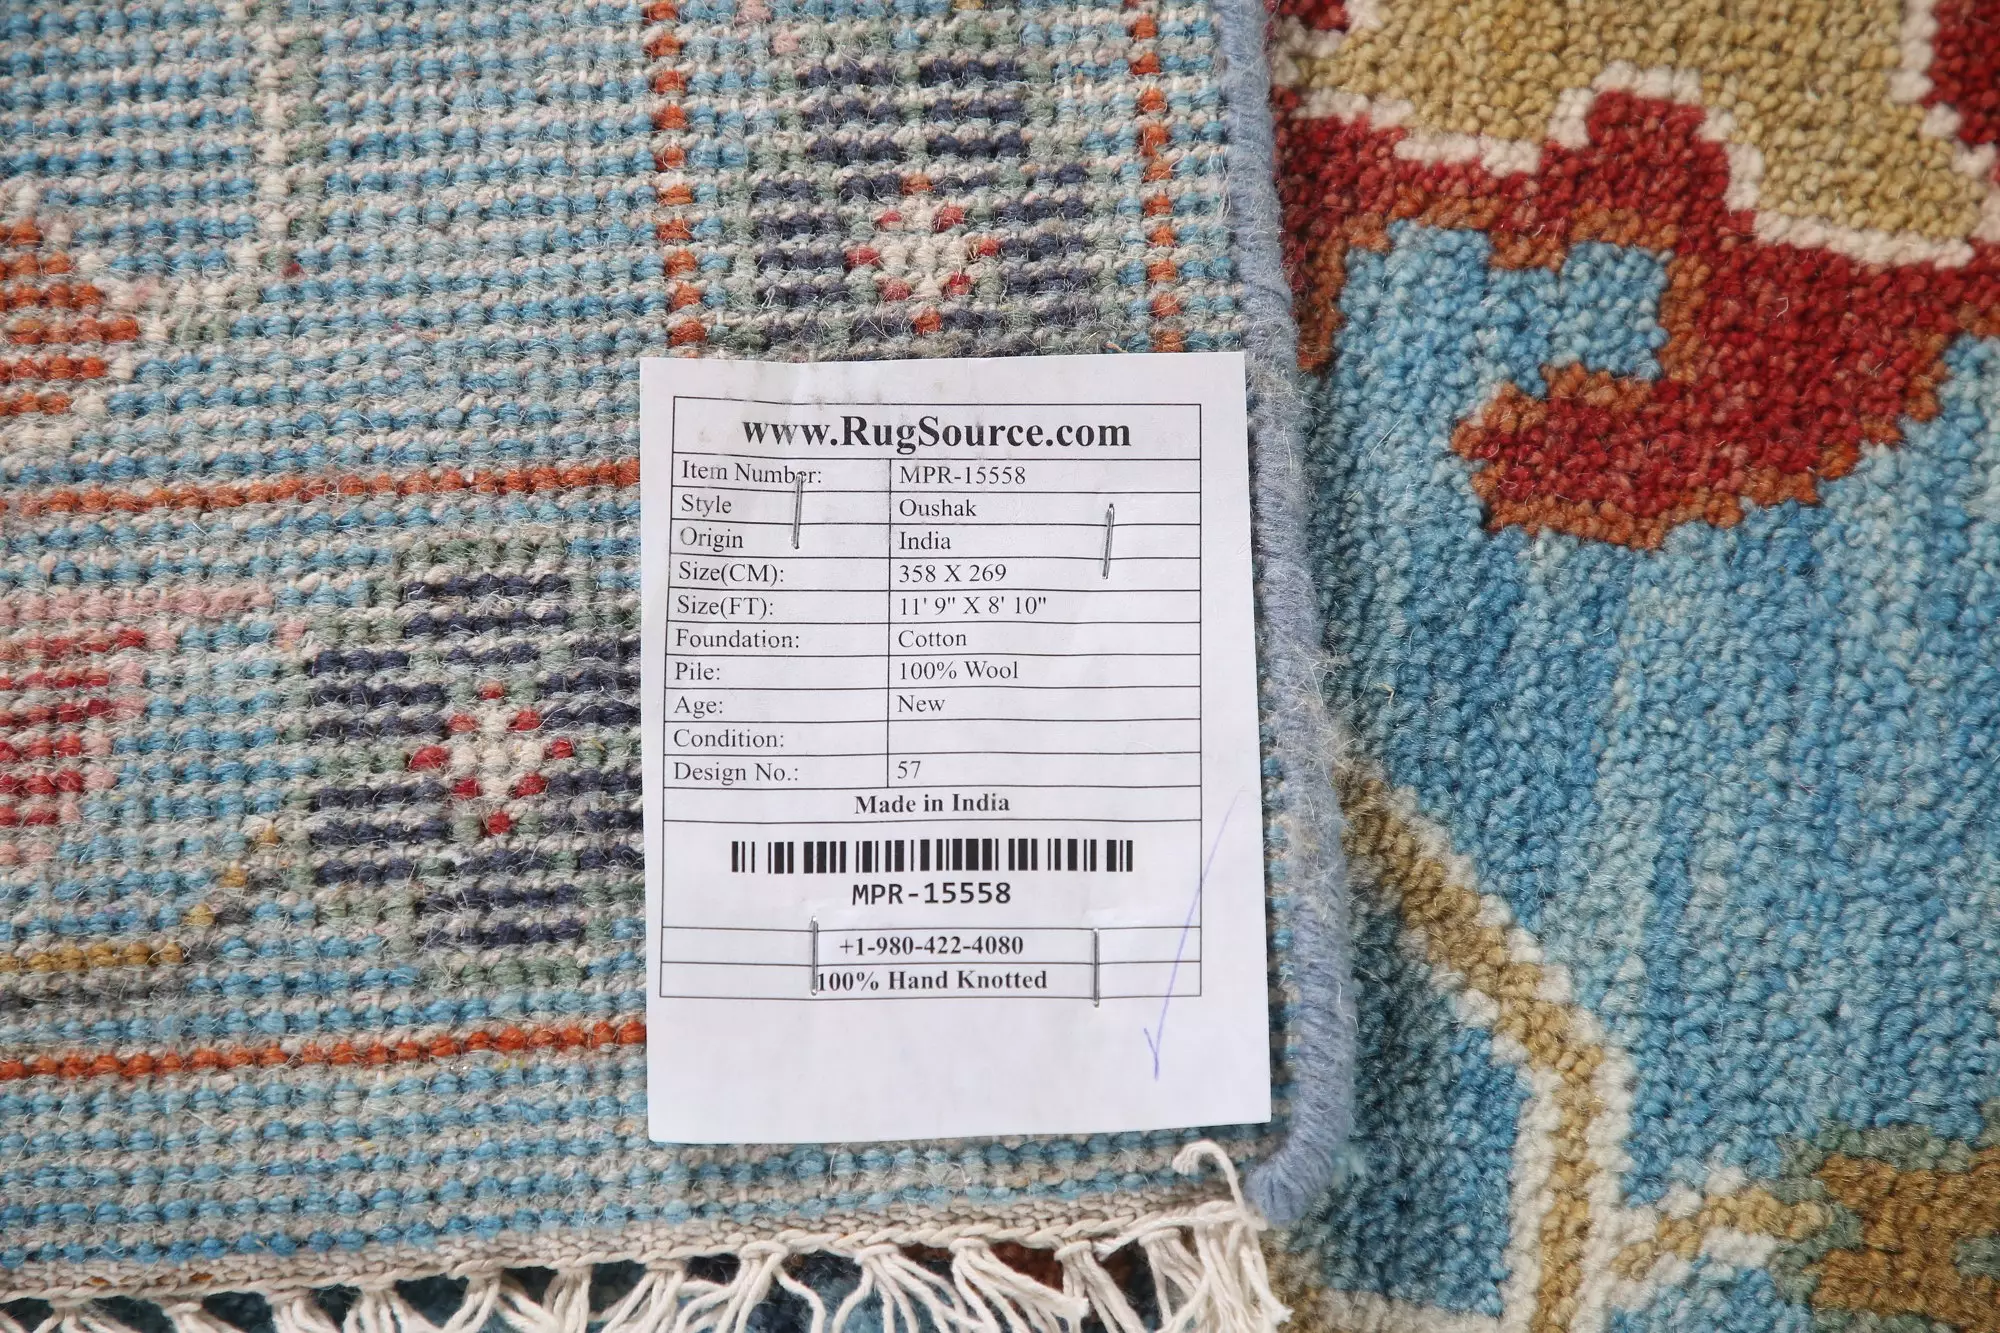 www.RugSource.com
Item Number: MPR-15558
Style Oushak
Origin India
Size(CM): 358 X 269
Size(FT): 11' 9" X 8' 10"
Foundation: Cotton
Pile: 100% Wool
Age: New
Condition:
Design No.: 57
Made in India
MPR-15558
+1-980-422-4080
100% Hand Knotted